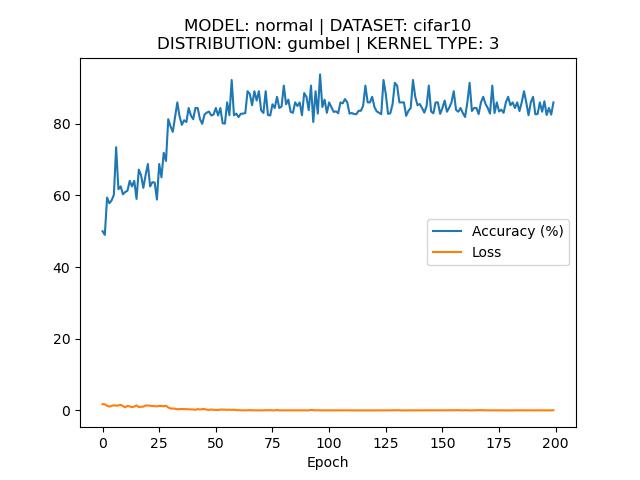 MODEL: normal | DATASET: cifar10
DISTRIBUTION: gumbel | KERNEL TYPE: 3
80
60
40
20
0
Accuracy (%)
Loss
0 25 50 75 100 125 150 175 200
Epoch